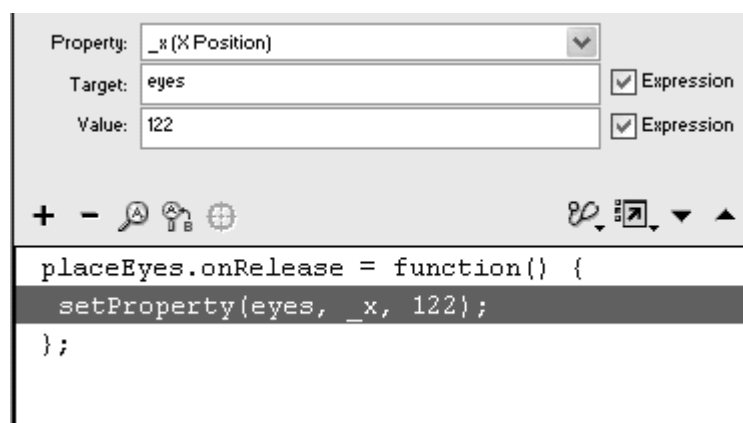 Property: _x (X Position)
Target: eyes Expression
Value: 122 Expression
placeEyes.onRelease = function() {
setProperty(eyes, _x, 122);
};